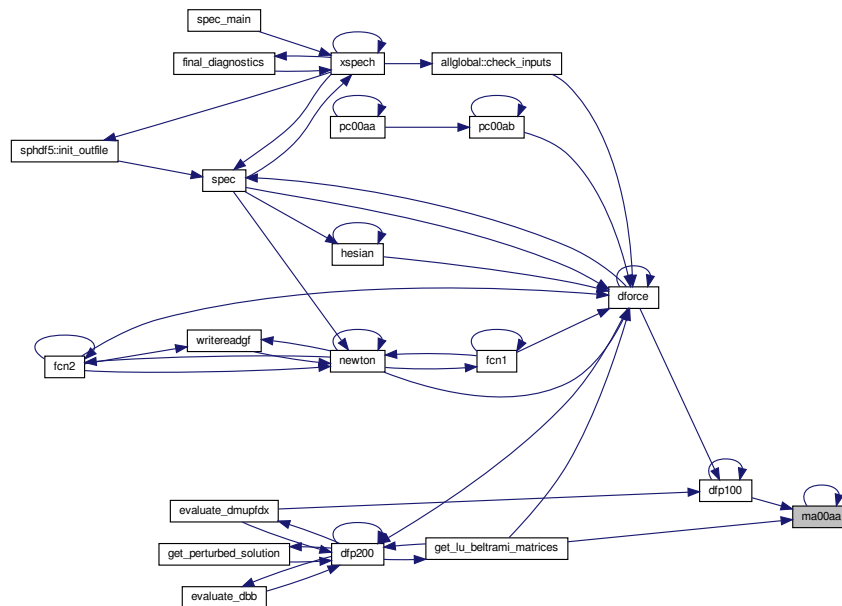 spec_main
final_diagnostics
xspech
allglobal::check_inputs
pc00aa
pc00ab
sphdf5::init_outfile
spec
hesian
dforce
writereadgf
fcn2
newton
fcn1
dfp100
evaluate_dmupfdx
ma00aa
get_perturbed_solution
dfp200
get_lu_beltrami_matrices
evaluate_dbb